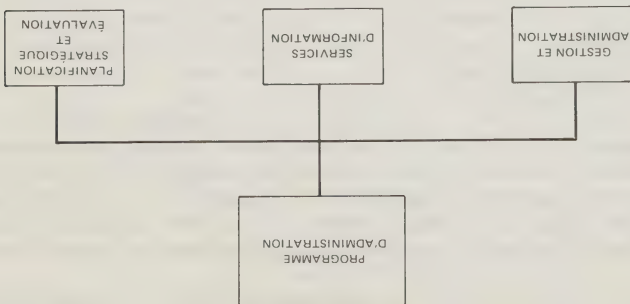 PROGRAMME
D'ADMINISTRATION
GESTION ET
ADMINISTRATION
SERVICES
D'INFORMATION
PLANIFICATION
STRATÉGIQUE
ET
ÉVALUATION